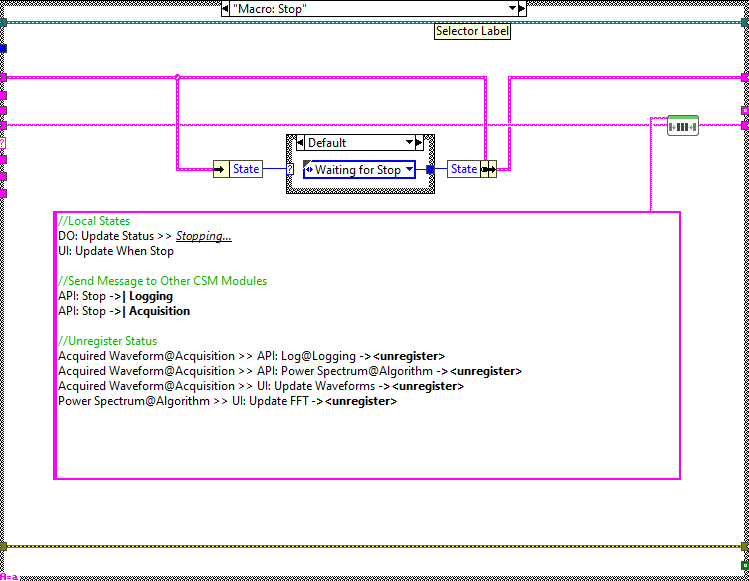 "Macro: Stop"
Selector Label
Default
State
?
Waiting for Stop
State
?
//Local States
DO: Update Status >> Stopping...
UI: Update When Stop
//Send Message to Other CSM Modules
API: Stop ->| Logging
API: Stop ->| Acquisition
//Unregister Status
Acquired Waveform@Acquisition >> API: Log@Logging -><unregister>
Acquired Waveform@Acquisition >> API: Power Spectrum@Algorithm -><unregister>
Acquired Waveform@Acquisition >> UI: Update Waveforms -><unregister>
Power Spectrum@Algorithm >> UI: Update FFT -><unregister>
A=a